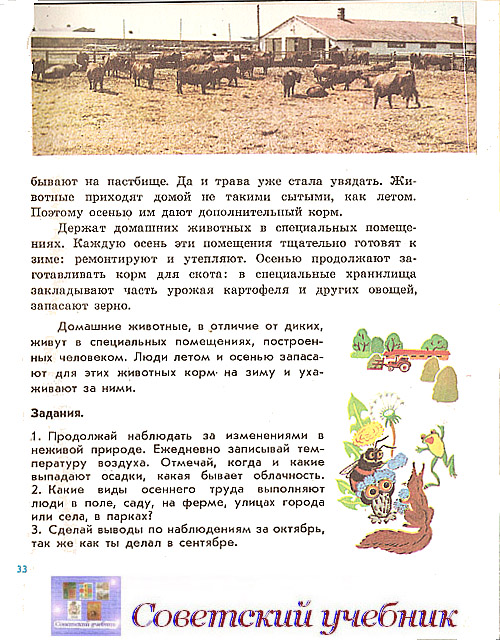 бывают на пастбище. Да и трава уже стала увядать. Жи-
вотные приходят домой не такими сытыми, как летом.
Поэтому осенью им дают дополнительный корм.
Держат домашних животных в специальных помеще-
ниях. Каждую осень эти помещения тщательно готовят к
зиме: ремонтируют и утепляют. Осенью продолжают за-
готавливать корм для скота: в специальные хранилища
закладывают часть урожая картофеля и других овощей,
запасают зерно.
Домашние животные, в отличие от диких,
живут в специальных помещениях, построен-
ных человеком. Люди летом и осенью запаса-
ют для этих животных корм на зиму и уха-
живают за ними.
Задания.
1. Продолжай наблюдать за изменениями в
неживой природе. Ежедневно записывай тем-
пературу воздуха. Отмечай, когда и какие
выпадают осадки, какая бывает облачность.
2. Какие виды осеннего труда выполняют
люди в поле, саду, на ферме, улицах города
или села, в парках?
3. Сделай выводы по наблюдениям за октябрь,
так же как ты делал в сентябре.
33
Советский учебник
Советский учебник